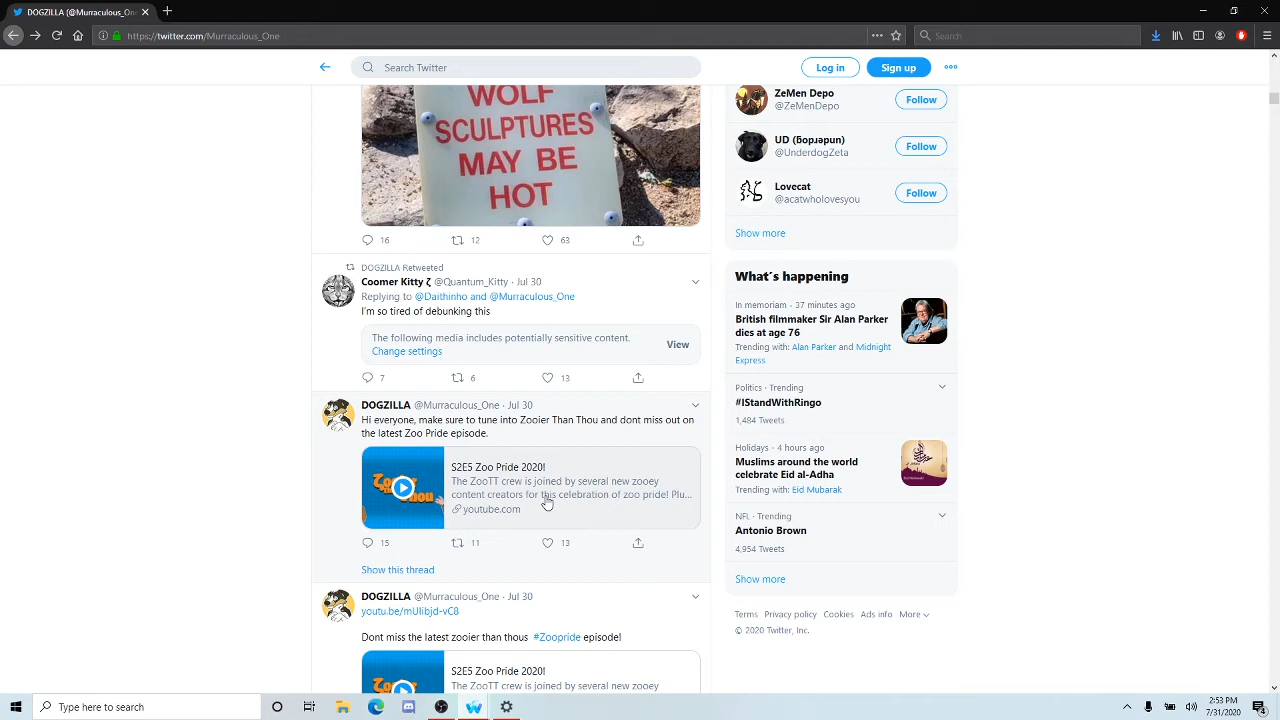 DOGZILLA (@Murraculous_One
https://twitter.com/Murraculous_One
Search
Search Twitter
Log in
Sign up
WOLF
SCULPTURES
MAY BE
HOT
16 12 63
DOGZILLA Retweeted
Coomer Kitty ζ @Quantum_Kitty · Jul 30
Replying to @Daithinho and @Murraculous_One
I'm so tired of debunking this
The following media includes potentially sensitive content.
Change settings
View
7 6 13
DOGZILLA @Murraculous_One · Jul 30
Hi everyone, make sure to tune into Zooier Than Thou and dont miss out on
the latest Zoo Pride episode.
S2E5 Zoo Pride 2020!
The ZooTT crew is joined by several new zooey
content creators for this celebration of zoo pride! Plu...
youtube.com
15 11 13
Show this thread
DOGZILLA @Murraculous_One · Jul 30
youtu.be/mUlibjd-vC8
Dont miss the latest zooier than thous #Zoopride episode!
S2E5 Zoo Pride 2020!
The ZooTT crew is joined by several new zooey
ZeMen Depo
@ZeMenDepo
Follow
UD (бориарun)
@UnderdogZeta
Follow
Lovecat
@acatwholovesyou
Follow
Show more
What's happening
In memoriam · 37 minutes ago
British filmmaker Sir Alan Parker
dies at age 76
Trending with: Alan Parker and Midnight
Express
Politics · Trending
#IStandWithRingo
1,484 Tweets
Holidays · 4 hours ago
Muslims around the world
celebrate Eid al-Adha
Trending with: Eid Mubarak
NFL · Trending
Antonio Brown
4,954 Tweets
Show more
Terms Privacy policy Cookies Ads info More
© 2020 Twitter, Inc.
Type here to search
2:53 PM
7/31/2020